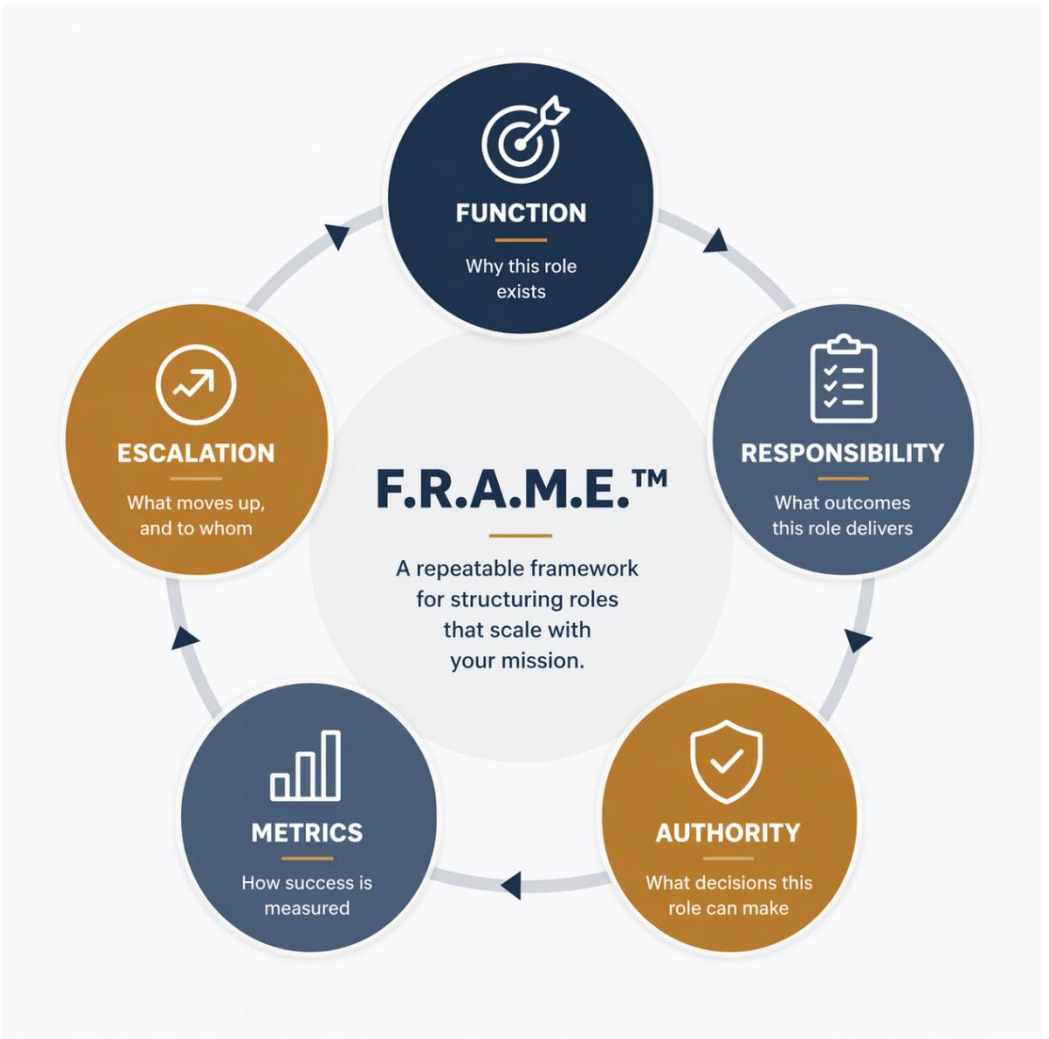 FUNCTION
Why this role
exists
RESPONSIBILITY
What outcomes
this role delivers
AUTHORITY
What decisions this
role can make
METRICS
How success is
measured
ESCALATION
What moves up,
and to whom
F.R.A.M.E.™
A repeatable framework
for structuring roles
that scale with
your mission.